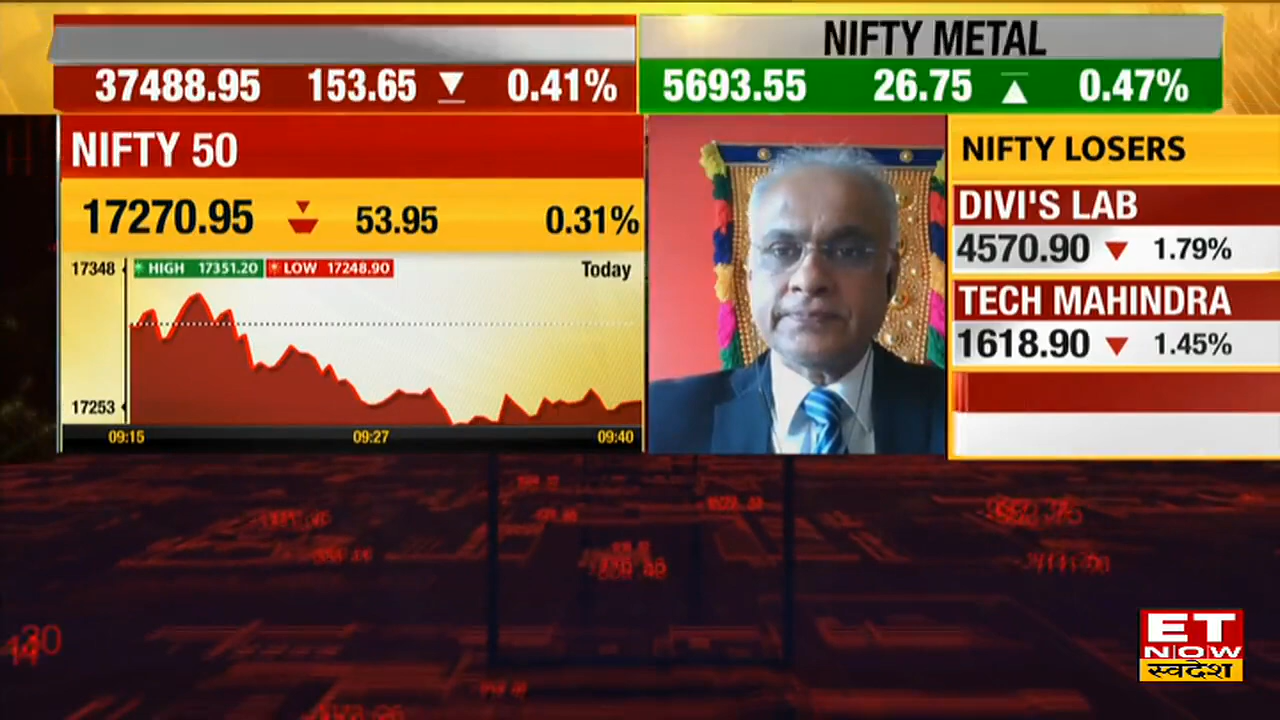 37488.95 153.65 0.41%
NIFTY METAL
5693.55 26.75 0.47%
NIFTY 50
17270.95 53.95 0.31%
17348
HIGH 17351.20 LOW 17248.90
Today
17253
09:15 09:27 09:40
NIFTY LOSERS
DIVI'S LAB
4570.90 1.79%
TECH MAHINDRA
1618.90 1.45%
ET
NOW
स्वदेश